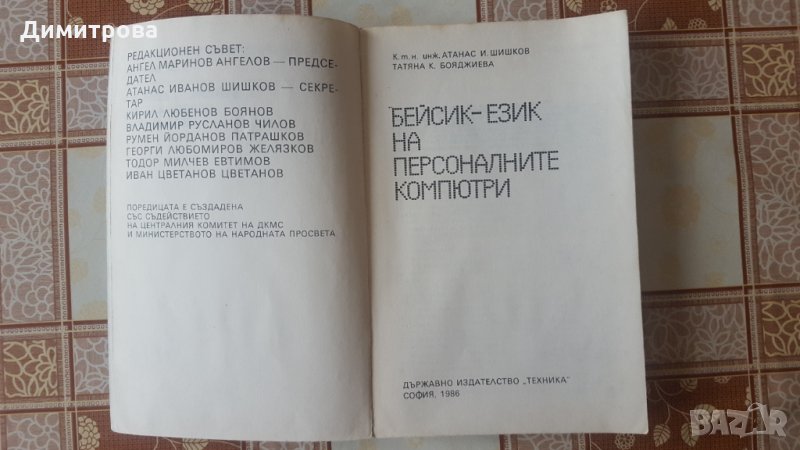 Димитрова
РЕДАКЦИОНЕН СЪВЕТ:
АНГЕЛ МАРИНОВ АНГЕЛОВ — ПРЕДСЕ-
ДАТЕЛ
АТАНАС ИВАНОВ ШИШКОВ — СЕКРЕ-
ТАР
КИРИЛ ЛЮБЕНОВ БОЯНОВ
ВЛАДИМИР РУСЛАНОВ ЧИЛОВ
РУМЕН ЙОРДАНОВ ПАТРАШКОВ
ГЕОРГИ ЛЮБОМИРОВ ЖЕЛЯЗКОВ
ТОДОР МИЛЧЕВ ЕВТИМОВ
ИВАН ЦВЕТАНОВ ЦВЕТАНОВ
ПОРЕДИЦАТА Е СЪЗДАДЕНА
СЪС СЪДЕЙСТВИЕТО
НА ЦЕНТРАЛНИЯ КОМИТЕТ НА ДКМС
И МИНИСТЕРСТВОТО НА НАРОДНАТА ПРОСВЕТА
К. т. н. инж. АТАНАС И. ШИШКОВ
ТАТЯНА К. БОЯДЖИЕВА
БЕЙСИК-ЕЗИК
НА
ПЕРСОНАЛНИТЕ
КОМПЮТРИ
ДЪРЖАВНО ИЗДАТЕЛСТВО „ТЕХНИКА"
СОФИЯ, 1986
BAZAR